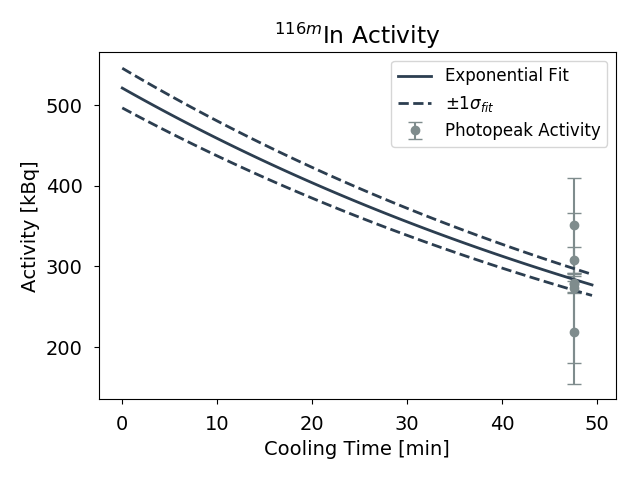 116mIn Activity
Exponential Fit
±1σfit
Photopeak Activity
Activity [kBq]
500
400
300
200
0 10 20 30 40 50
Cooling Time [min]